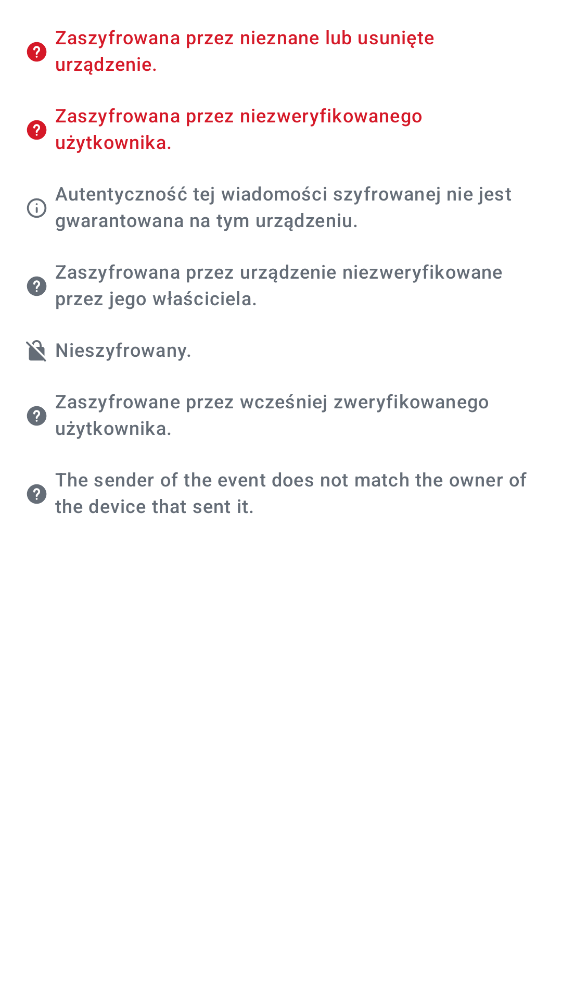 Zaszyfrowana przez nieznane lub usunięte
urządzenie.
Zaszyfrowana przez niezweryfikowanego
użytkownika.
Autentyczność tej wiadomości szyfrowanej nie jest
gwarantowana na tym urządzeniu.
Zaszyfrowana przez urządzenie niezweryfikowane
przez jego właściciela.
Nieszyfrowany.
Zaszyfrowane przez wcześniej zweryfikowanego
użytkownika.
The sender of the event does not match the owner of
the device that sent it.